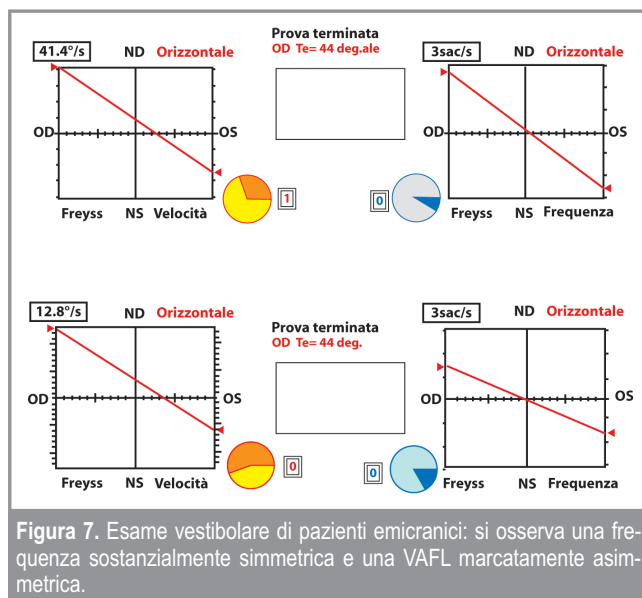 Prova terminata
41.4°/s ND Orizzontale OD Te= 44 deg.ale 3sac/s ND Orizzontale
OD OS OD OS
1 0
Freyss NS Velocità Freyss NS Frequenza
12.8°/s ND Orizzontale Prova terminata 3sac/s ND Orizzontale
OD Te= 44 deg.
OD OS OD OS
0 0
Freyss NS Velocità Freyss NS Frequenza
Figura 7. Esame vestibolare di pazienti emicranici: si osserva una fre-
quenza sostanzialmente simmetrica e una VAFL marcatamente asim-
metrica.